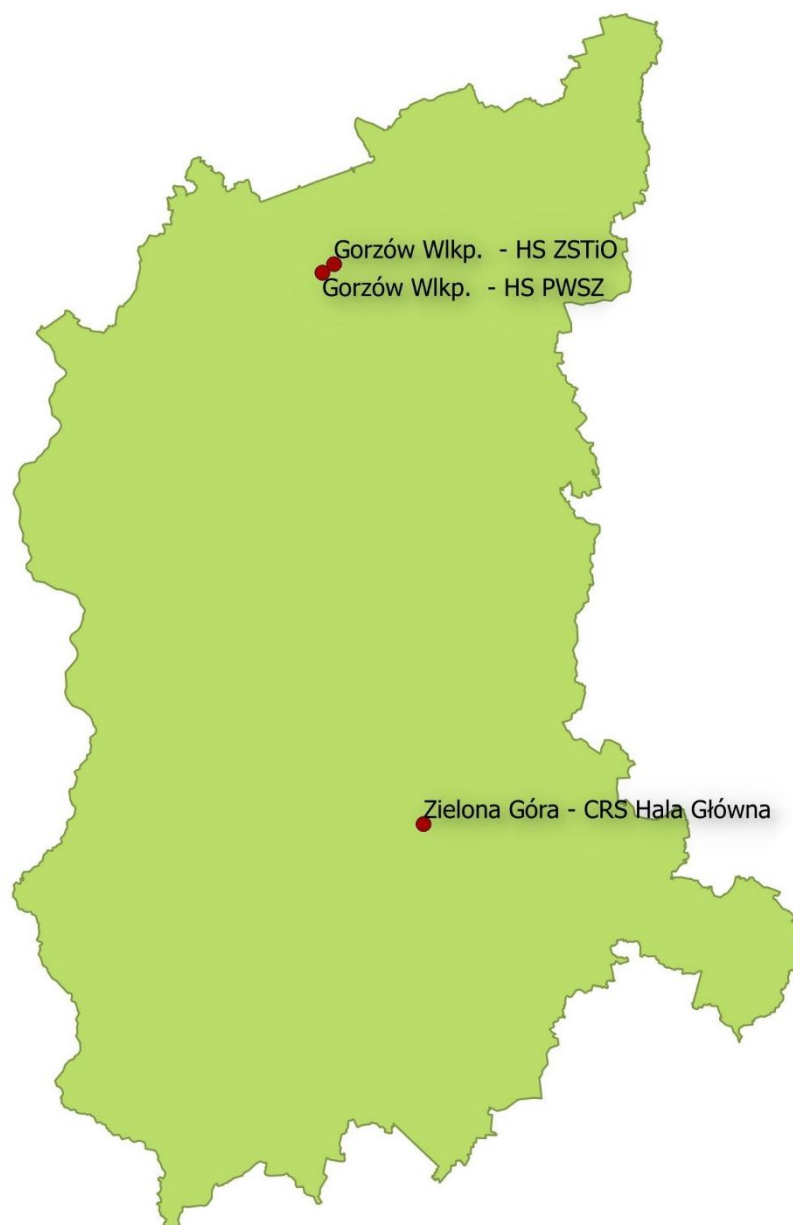 Gorzów Wlkp.  - HS ZSTiO
Gorzów Wlkp.  - HS PWSZ
Zielona Góra - CRS Hala Główna